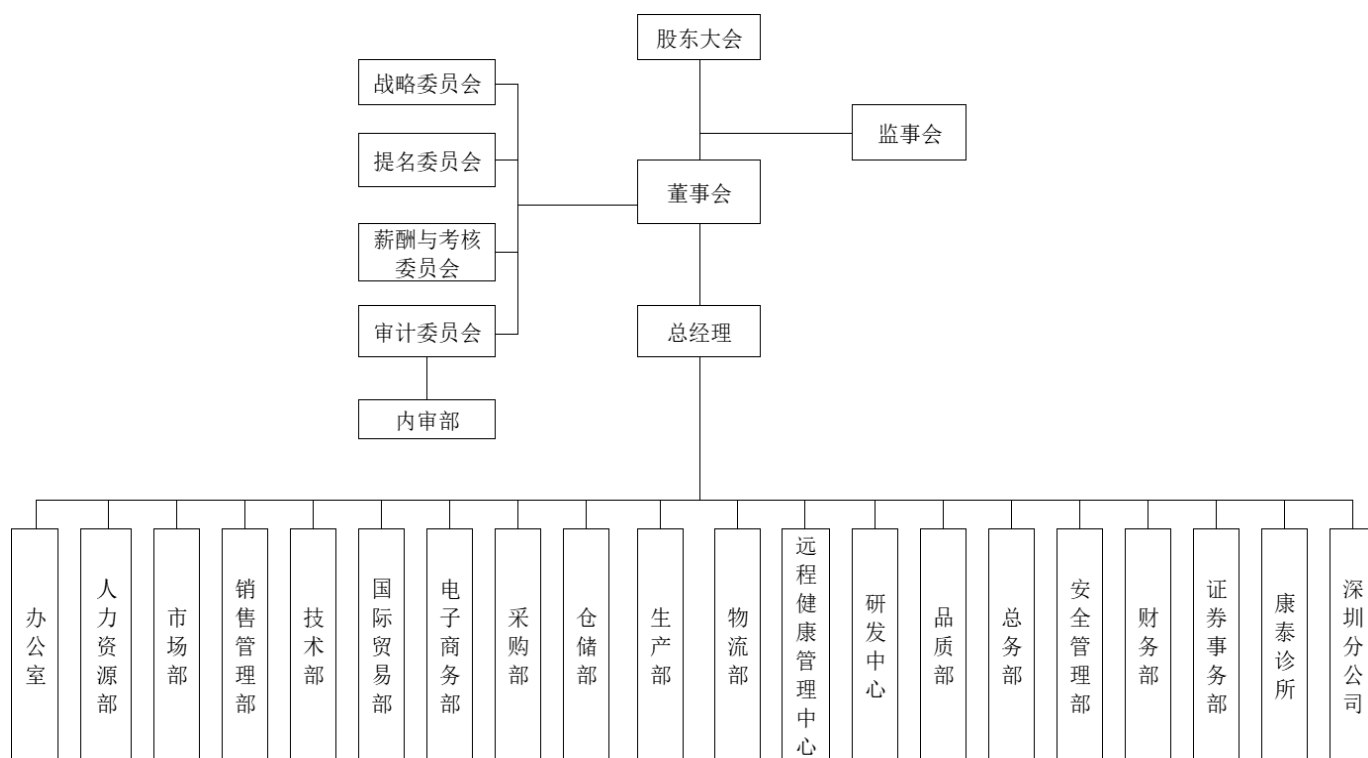 股东大会
战略委员会
监事会
提名委员会
董事会
薪酬与考核
委员会
审计委员会
总经理
内审部
办公室
人力资源部
市场部
销售管理部
技术部
国际贸易部
电子商务部
采购部
仓储部
生产部
物流部
远程健康管理中心
研发中心
品质部
总务部
安全管理部
财务部
证券事务部
康泰诊所
深圳分公司